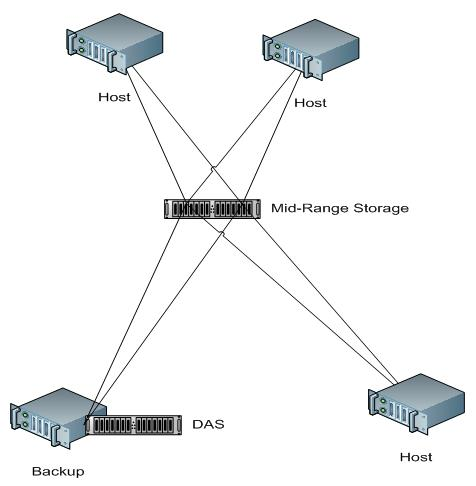 Host
Host
Mid-Range Storage
DAS
Host
Backup